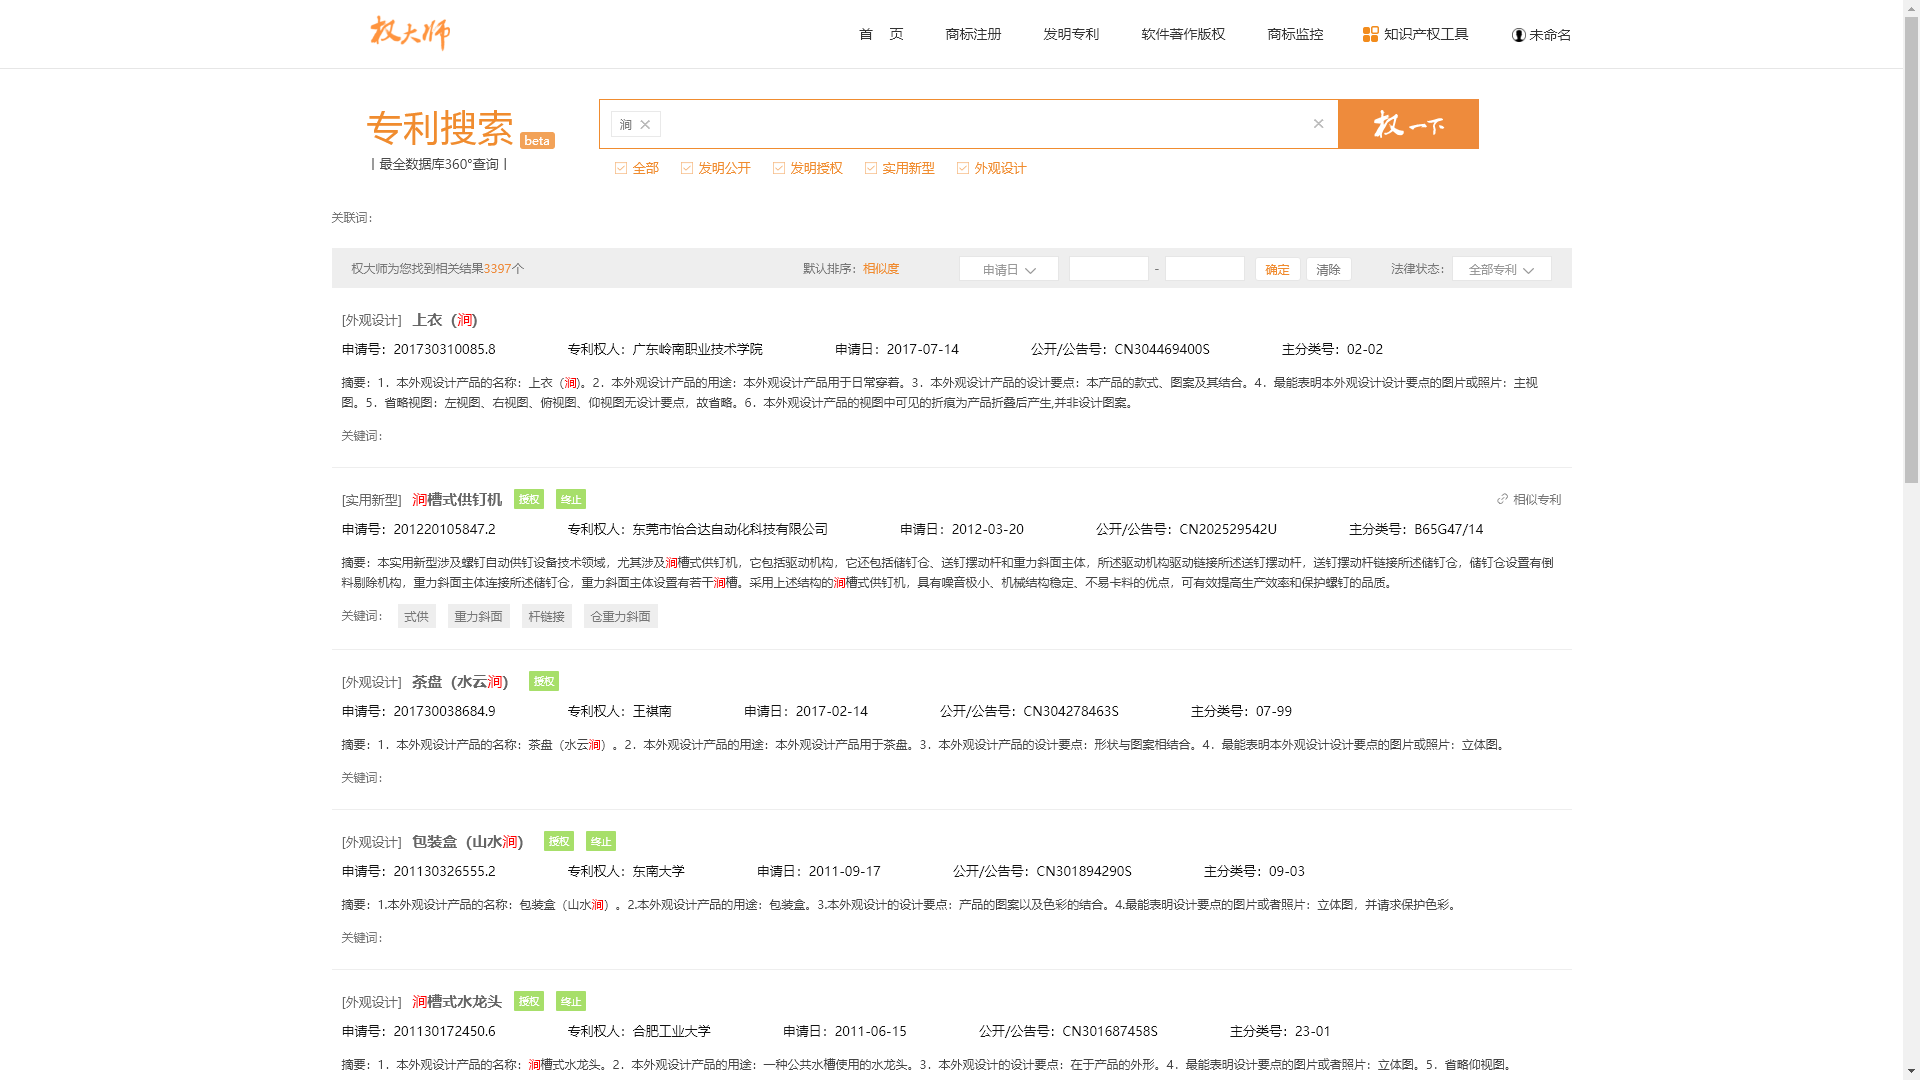 权大师
首 页 商标注册 发明专利 软件著作版权 商标监控 知识产权工具 未命名
专利搜索 beta
| 最全数据库360°查询 |
涧 × × 权一下
全部 发明公开 发明授权 实用新型 外观设计
关联词：
权大师为您找到相关结果3397个 默认排序：相似度 申请日 - 确定 清除 法律状态： 全部专利
[外观设计] 上衣（涧）
申请号：201730310085.8 专利权人：广东岭南职业技术学院 申请日：2017-07-14 公开/公告号：CN304469400S 主分类号：02-02
摘要：1．本外观设计产品的名称：上衣（涧）。2．本外观设计产品的用途：本外观设计产品用于日常穿着。3．本外观设计产品的设计要点：本产品的款式、图案及其结合。4．最能表明本外观设计设计要点的图片或照片：主视
图。5．省略视图：左视图、右视图、俯视图、仰视图无设计要点，故省略。6．本外观设计产品的视图中可见的折痕为产品折叠后产生,并非设计图案。
关键词：
[实用新型] 涧槽式供钉机 授权 终止 相似专利
申请号：201220105847.2 专利权人：东莞市怡合达自动化科技有限公司 申请日：2012-03-20 公开/公告号：CN202529542U 主分类号：B65G47/14
摘要：本实用新型涉及螺钉自动供钉设备技术领域，尤其涉及涧槽式供钉机，它包括驱动机构，它还包括储钉仓、送钉摆动杆和重力斜面主体，所述驱动机构驱动链接所述送钉摆动杆，送钉摆动杆链接所述储钉仓，储钉仓设置有倒
料剔除机构，重力斜面主体连接所述储钉仓，重力斜面主体设置有若干涧槽。采用上述结构的涧槽式供钉机，具有噪音极小、机械结构稳定、不易卡料的优点，可有效提高生产效率和保护螺钉的品质。
关键词： 式供 重力斜面 杆链接 仓重力斜面
[外观设计] 茶盘（水云涧） 授权
申请号：201730038684.9 专利权人：王祺南 申请日：2017-02-14 公开/公告号：CN304278463S 主分类号：07-99
摘要：1．本外观设计产品的名称：茶盘（水云涧）。2．本外观设计产品的用途：本外观设计产品用于茶盘。3．本外观设计产品的设计要点：形状与图案相结合。4．最能表明本外观设计设计要点的图片或照片：立体图。
关键词：
[外观设计] 包装盒（山水涧） 授权 终止
申请号：201130326555.2 专利权人：东南大学 申请日：2011-09-17 公开/公告号：CN301894290S 主分类号：09-03
摘要：1.本外观设计产品的名称：包装盒（山水涧）。2.本外观设计产品的用途：包装盒。3.本外观设计的设计要点：产品的图案以及色彩的结合。4.最能表明设计要点的图片或者照片：立体图，并请求保护色彩。
关键词：
[外观设计] 涧槽式水龙头 授权 终止
申请号：201130172450.6 专利权人：合肥工业大学 申请日：2011-06-15 公开/公告号：CN301687458S 主分类号：23-01
摘要：1．本外观设计产品的名称：涧槽式水龙头。2．本外观设计产品的用途：一种公共水槽使用的水龙头。3．本外观设计的设计要点：在于产品的外形。4．最能表明设计要点的图片或者照片：立体图。5．省略仰视图。